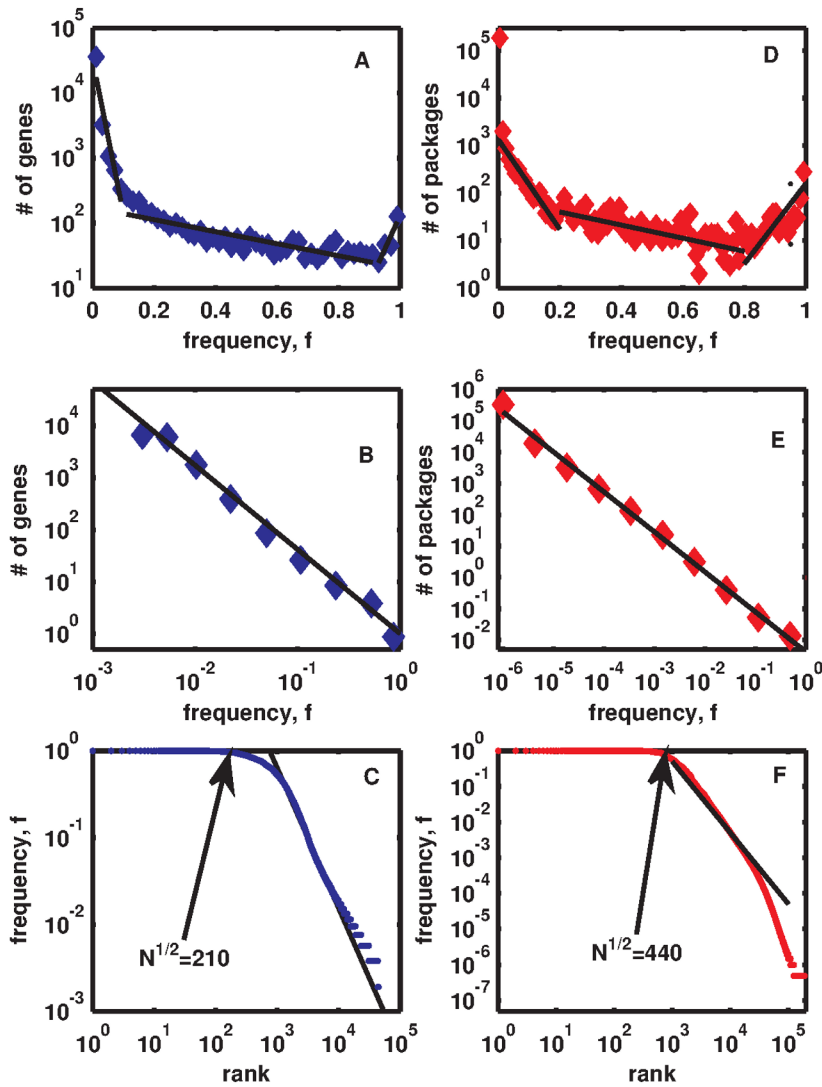 A
# of genes
10^5
10^4
10^3
10^2
10^1
0 0.2 0.4 0.6 0.8 1
frequency, f
D
# of packages
10^5
10^4
10^3
10^2
10^1
10^0
0 0.2 0.4 0.6 0.8 1
frequency, f
B
# of genes
10^4
10^3
10^2
10^1
10^0
10^-3 10^-2 10^-1 10^0
frequency, f
E
# of packages
10^6
10^5
10^4
10^3
10^2
10^1
10^0
10^-1
10^-2
10^-6 10^-5 10^-4 10^-3 10^-2 10^-1 10^0
frequency, f
C
frequency, f
10^0
10^-1
10^-2
10^-3
N^1/2=210
10^0 10^1 10^2 10^3 10^4 10^5
rank
F
frequency, f
10^0
10^-1
10^-2
10^-3
10^-4
10^-5
10^-6
10^-7
N^1/2=440
10^0 10^1 10^2 10^3 10^4 10^5
rank